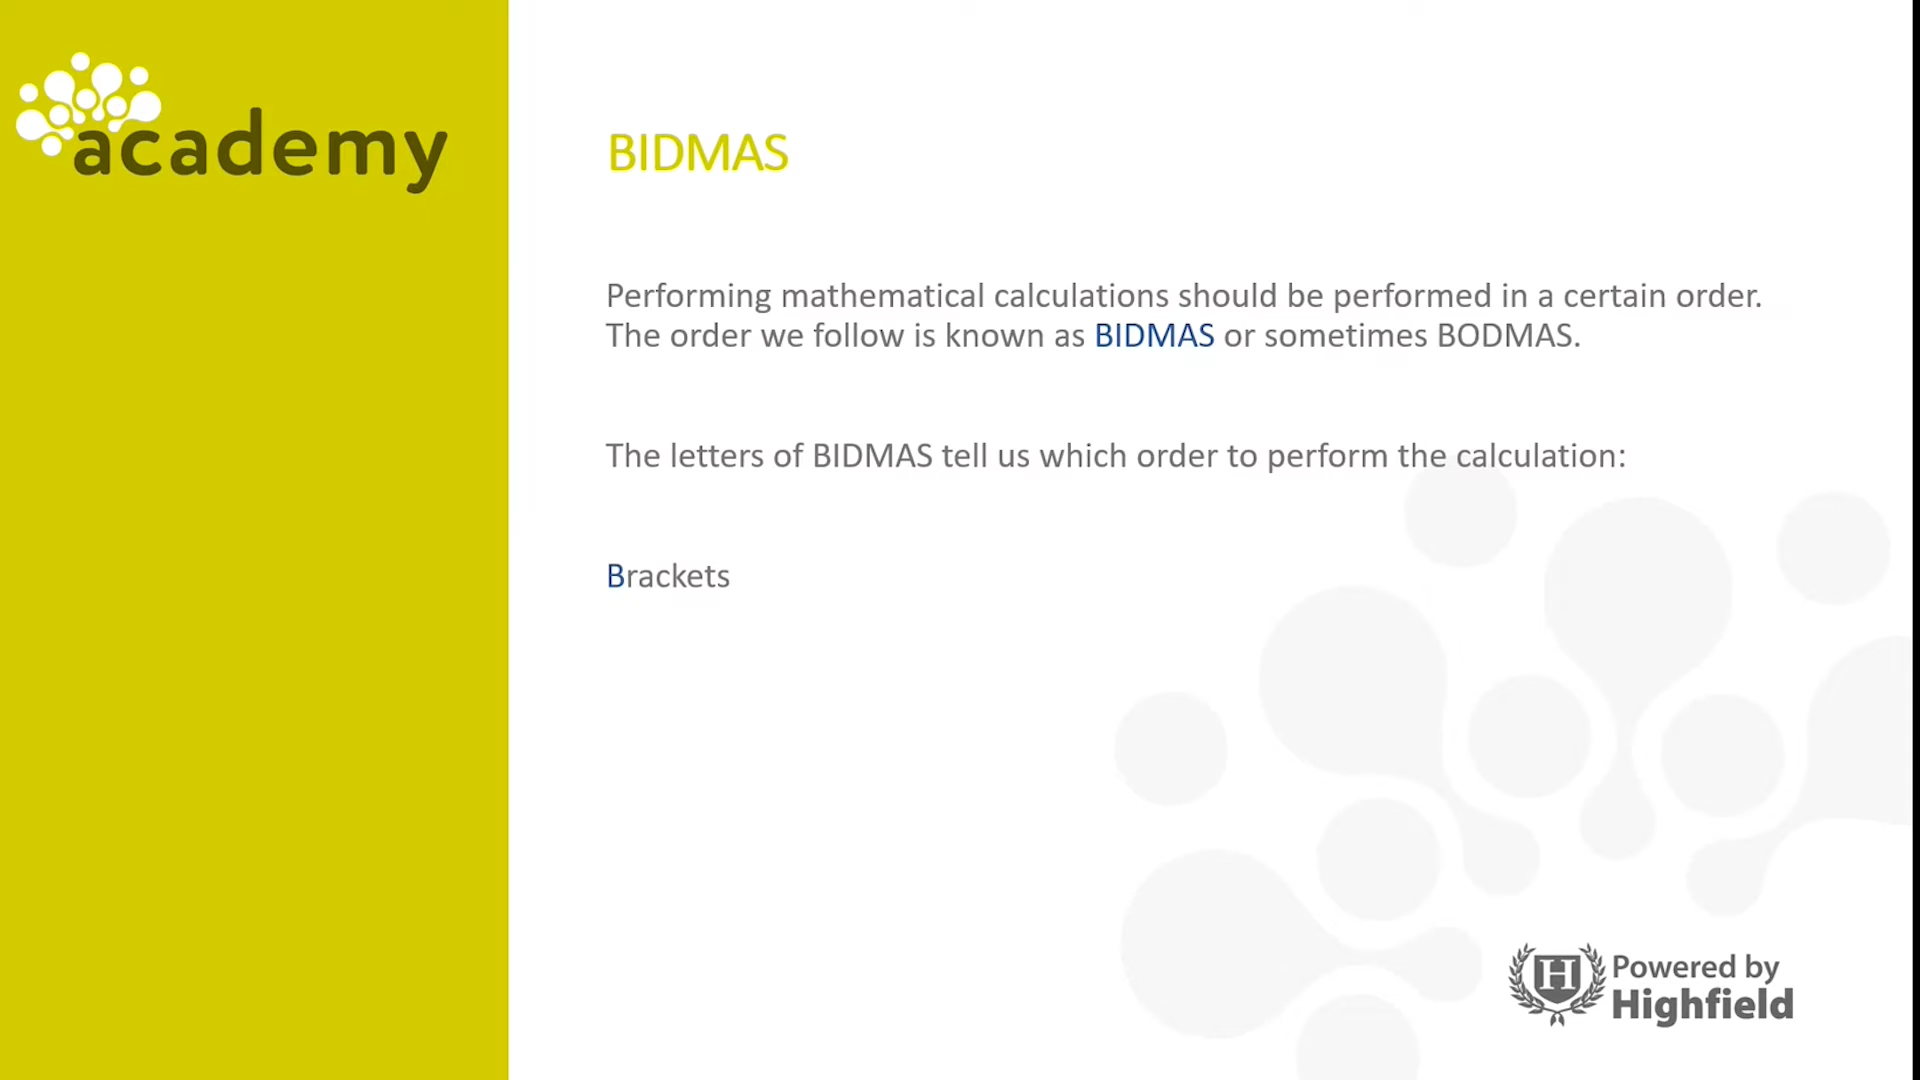 academy
BIDMAS
Performing mathematical calculations should be performed in a certain order.
The order we follow is known as BIDMAS or sometimes BODMAS.
The letters of BIDMAS tell us which order to perform the calculation:
Brackets
H
Powered by
Highfield